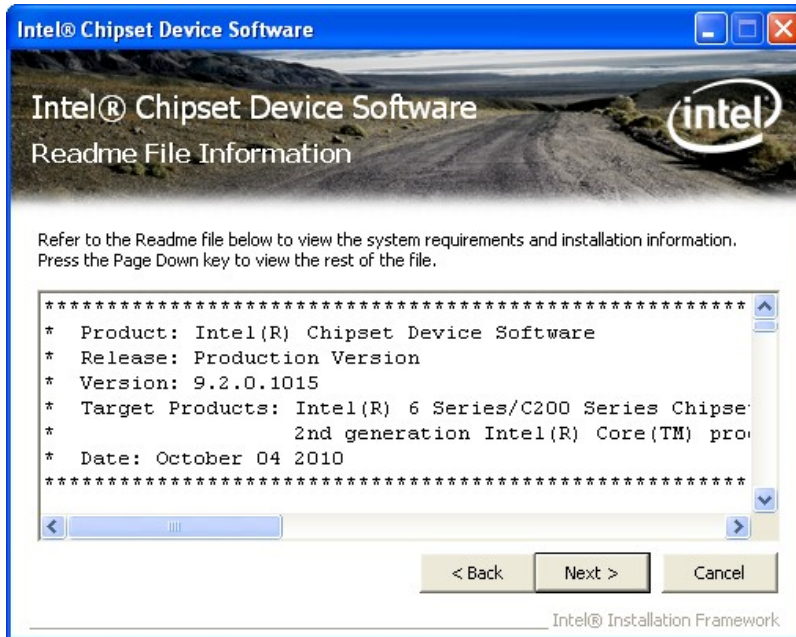 Intel® Chipset Device Software
Intel® Chipset Device Software
intel
Readme File Information
Refer to the Readme file below to view the system requirements and installation information.
Press the Page Down key to view the rest of the file.
********************************************************
* Product: Intel(R) Chipset Device Software
* Release: Production Version
* Version: 9.2.0.1015
* Target Products: Intel(R) 6 Series/C200 Series Chipse
* 2nd generation Intel(R) Core(TM) pro
* Date: October 04 2010
********************************************************
< Back Next > Cancel
Intel® Installation Framework